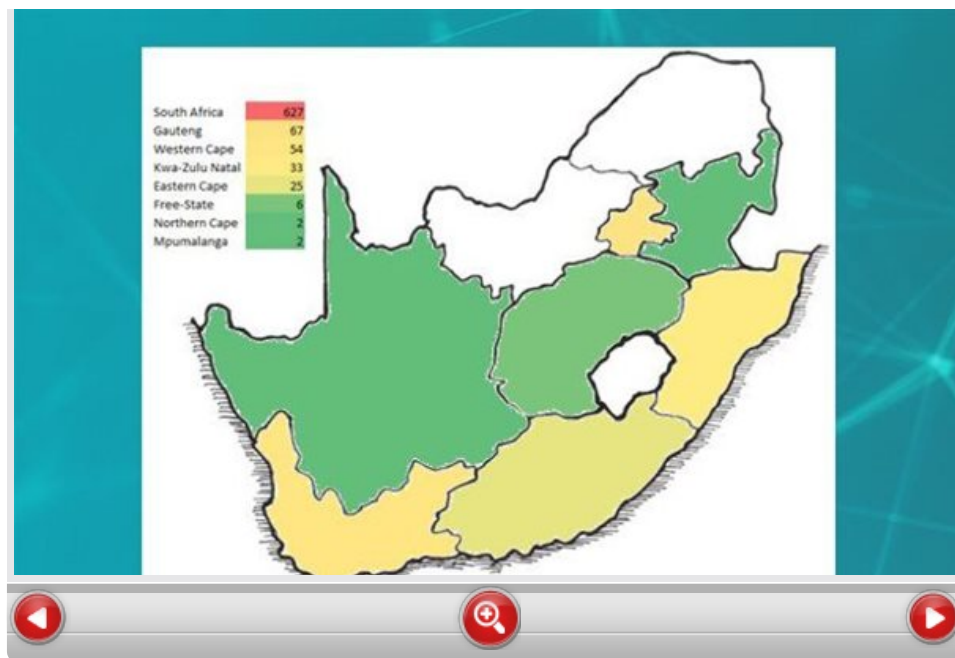 South Africa 627
Gauteng 67
Western Cape 54
Kwa-Zulu Natal 33
Eastern Cape 25
Free-State 6
Northern Cape 2
Mpumalanga 2